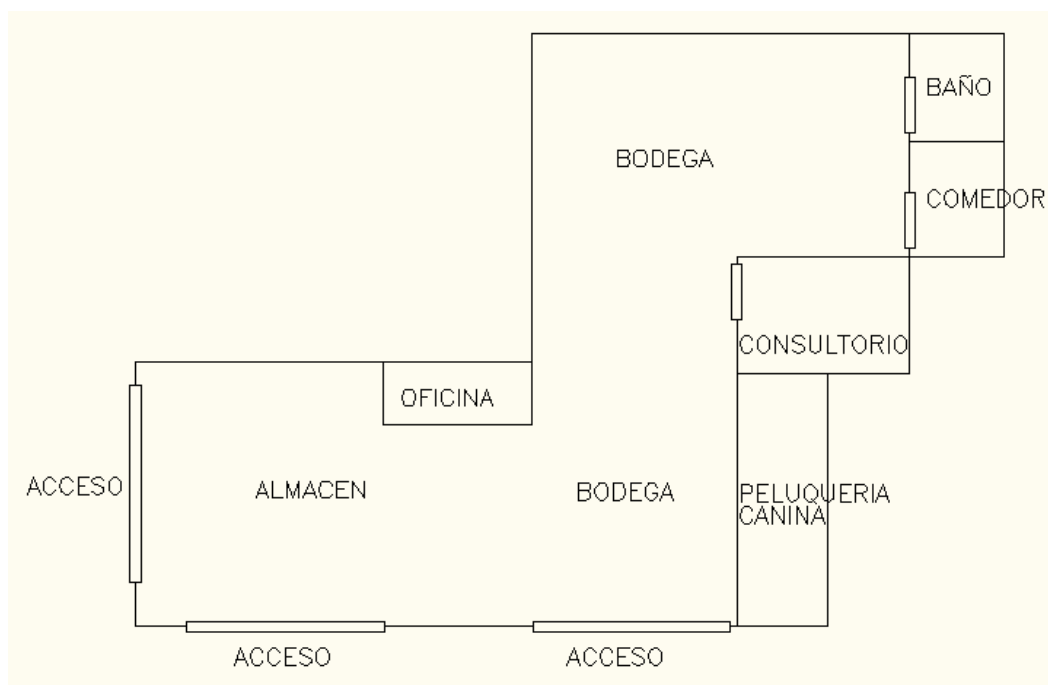 BAÑO
BODEGA
COMEDOR
CONSULTORIO
OFICINA
ACCESO
ALMACEN
BODEGA
PELUQUERIA
CANINA
ACCESO
ACCESO